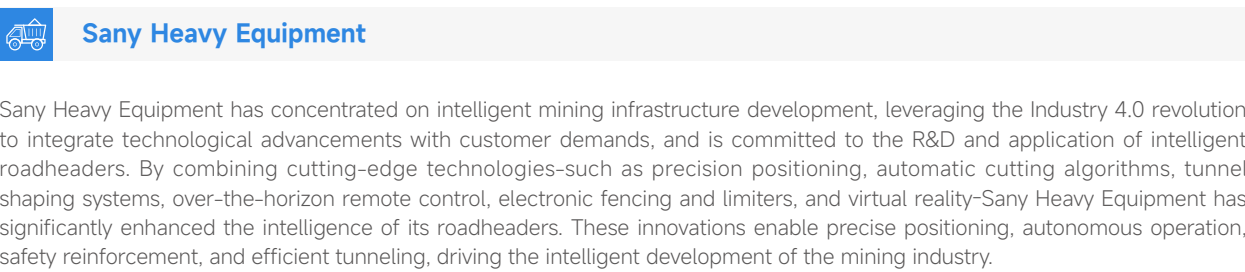 Sany Heavy Equipment
Sany Heavy Equipment has concentrated on intelligent mining infrastructure development, leveraging the Industry 4.0 revolution
to integrate technological advancements with customer demands, and is committed to the R&D and application of intelligent
roadheaders. By combining cutting-edge technologies-such as precision positioning, automatic cutting algorithms, tunnel
shaping systems, over-the-horizon remote control, electronic fencing and limiters, and virtual reality-Sany Heavy Equipment has
significantly enhanced the intelligence of its roadheaders. These innovations enable precise positioning, autonomous operation,
safety reinforcement, and efficient tunneling, driving the intelligent development of the mining industry.